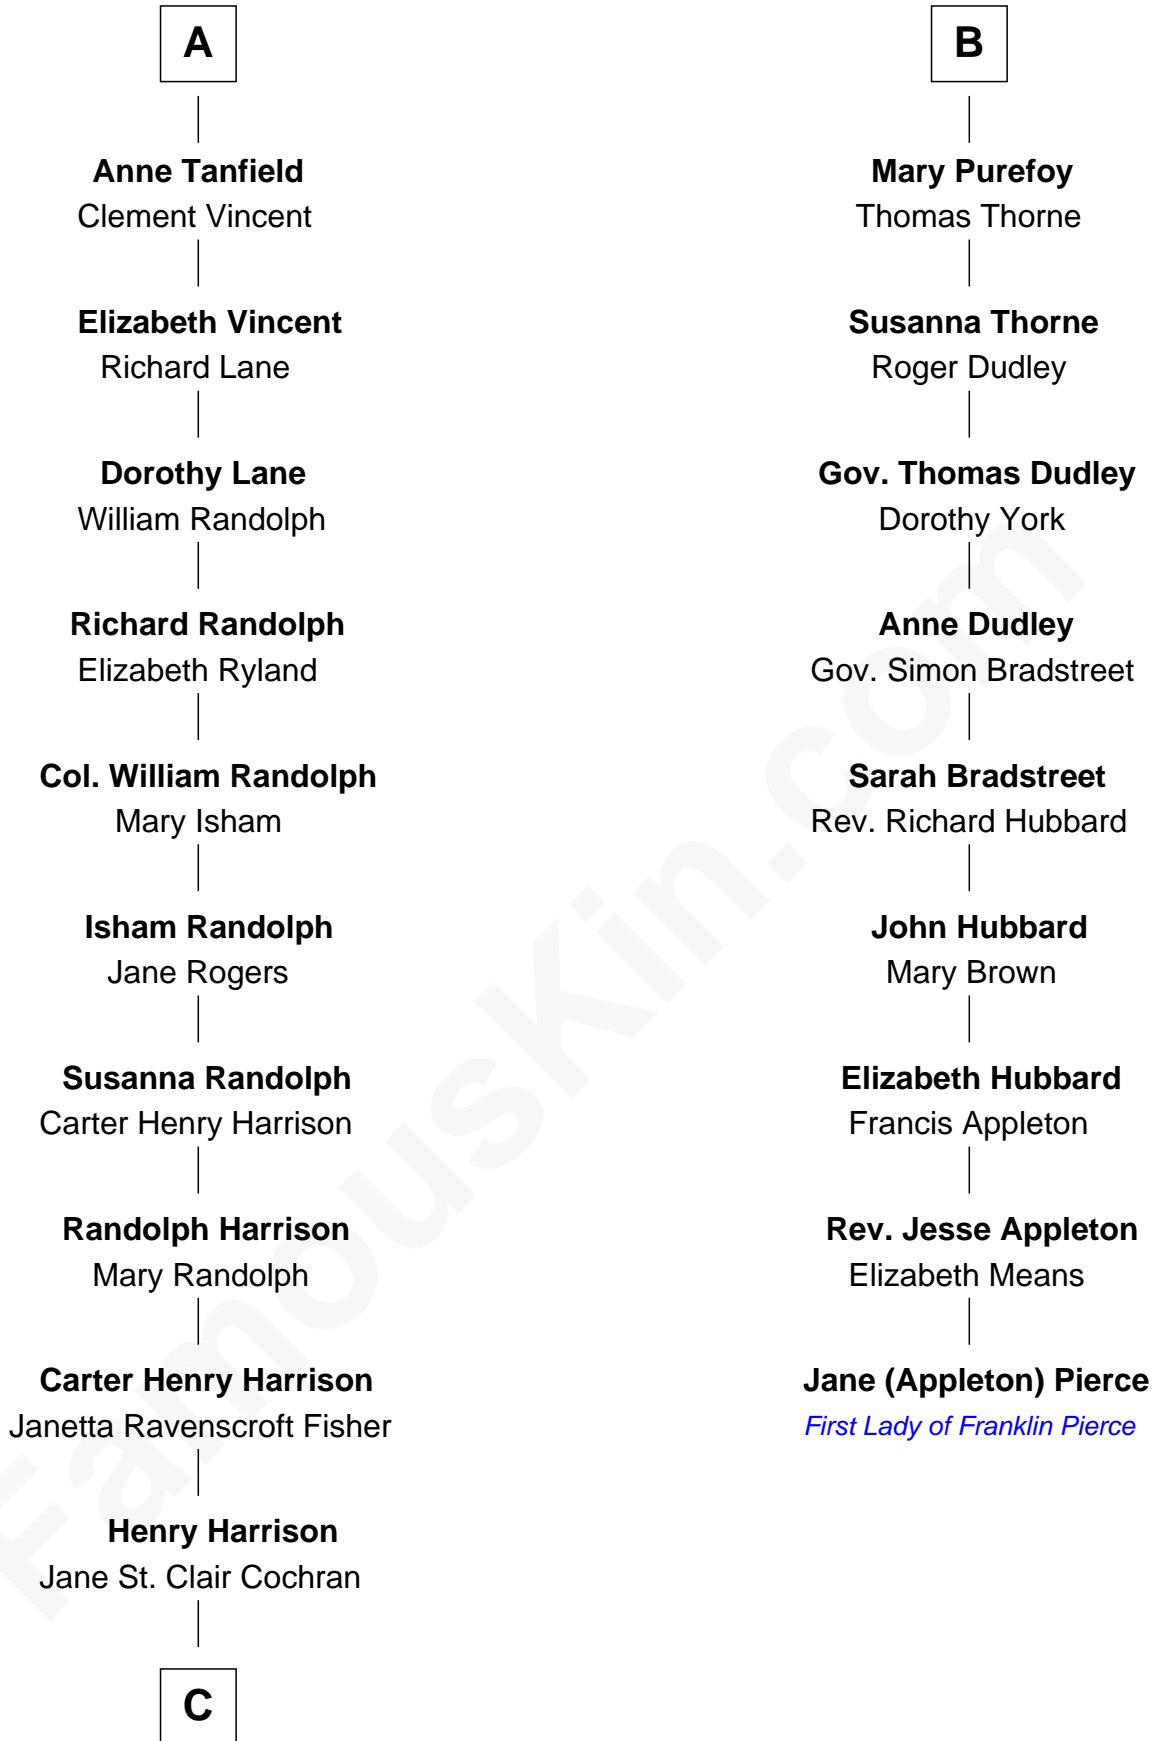 A
Anne Tanfield
Clement Vincent
Elizabeth Vincent
Richard Lane
Dorothy Lane
William Randolph
Richard Randolph
Elizabeth Ryland
Col. William Randolph
Mary Isham
Isham Randolph
Jane Rogers
Susanna Randolph
Carter Henry Harrison
Randolph Harrison
Mary Randolph
Carter Henry Harrison
Janetta Ravenscroft Fisher
Henry Harrison
Jane St. Clair Cochran
C
B
Mary Purefoy
Thomas Thorne
Susanna Thorne
Roger Dudley
Gov. Thomas Dudley
Dorothy York
Anne Dudley
Gov. Simon Bradstreet
Sarah Bradstreet
Rev. Richard Hubbard
John Hubbard
Mary Brown
Elizabeth Hubbard
Francis Appleton
Rev. Jesse Appleton
Elizabeth Means
Jane (Appleton) Pierce
First Lady of Franklin Pierce
FamousKin.com